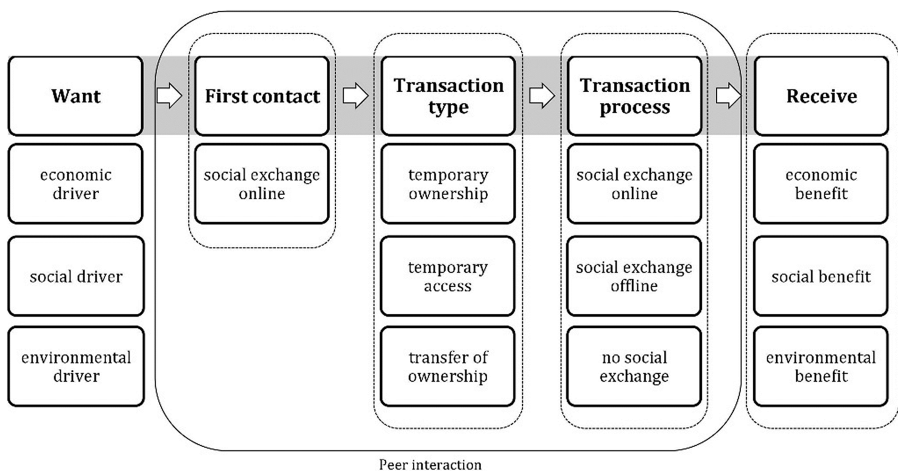 Want
First contact
Transaction
type
Transaction
process
Receive
economic
driver
social exchange
online
temporary
ownership
social exchange
online
economic
benefit
social driver
temporary
access
social exchange
offline
social benefit
environmental
driver
transfer of
ownership
no social
exchange
environmental
benefit
Peer interaction